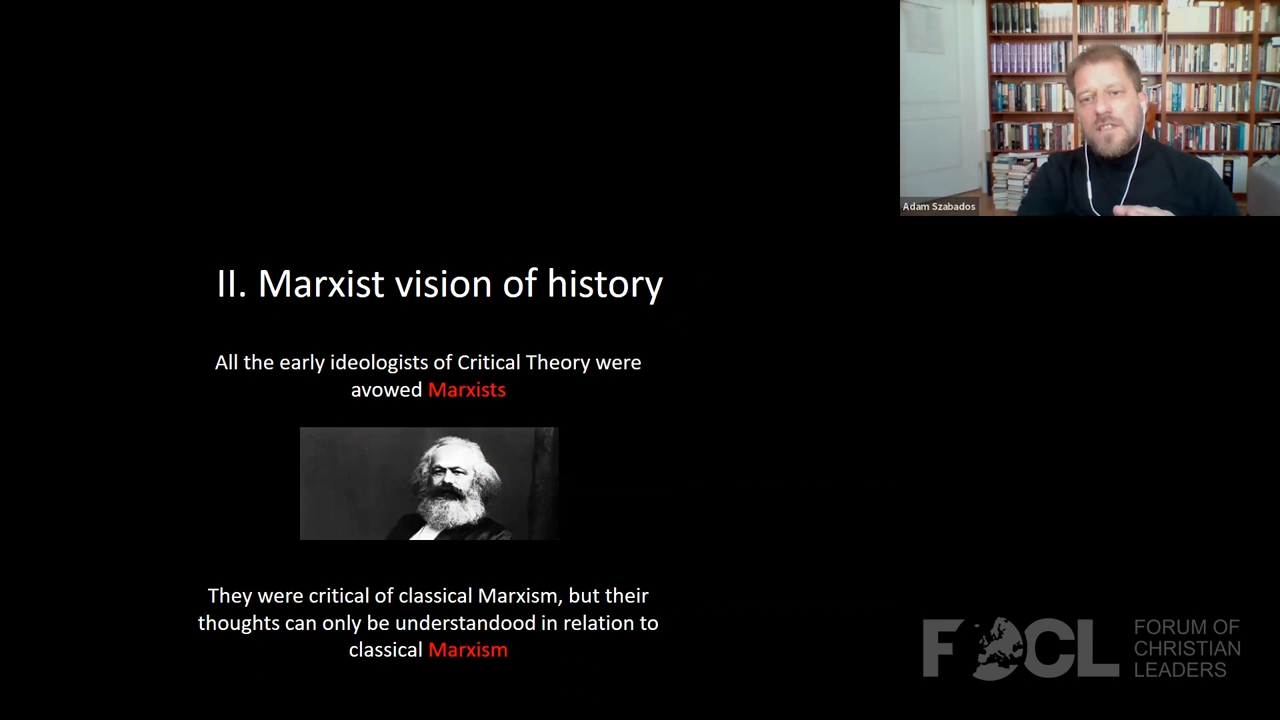 Adam Szabados
II. Marxist vision of history
All the early ideologists of Critical Theory were
avowed Marxists
They were critical of classical Marxism, but their
thoughts can only be understandood in relation to
classical Marxism
FOCL
FORUM OF
CHRISTIAN
LEADERS